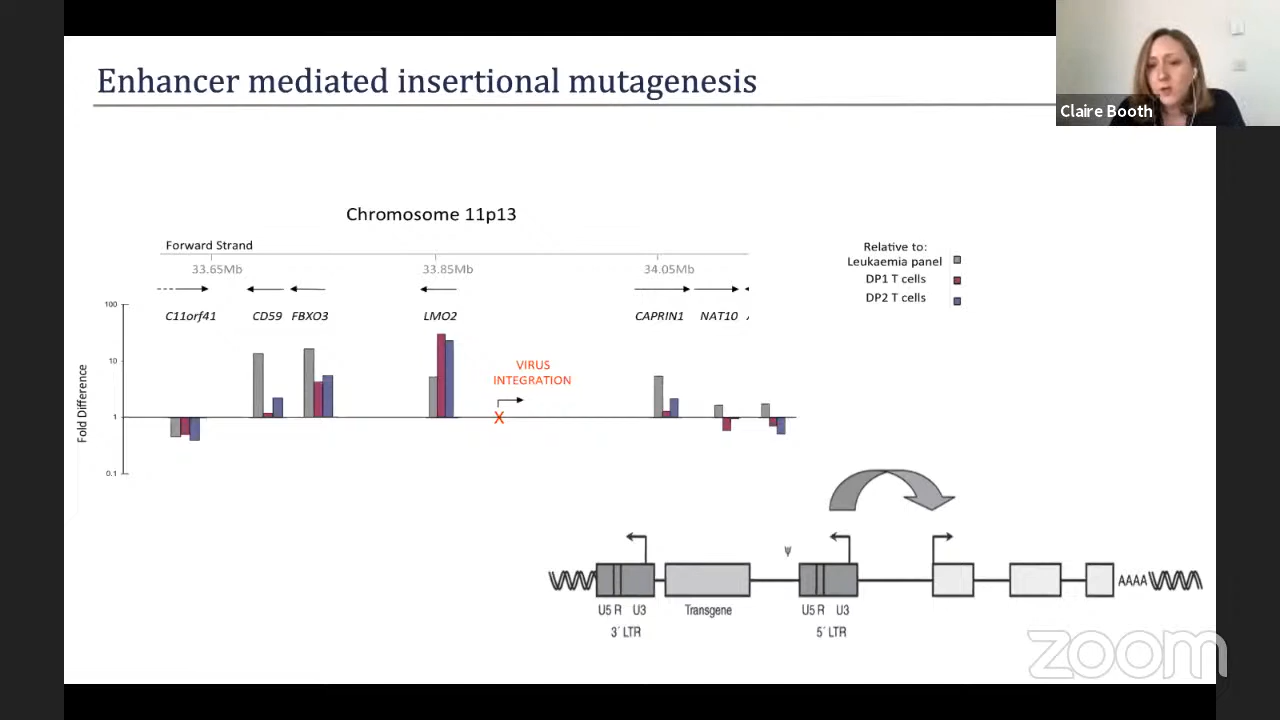 Enhancer mediated insertional mutagenesis
Claire Booth
Chromosome 11p13
Forward Strand
33.65Mb 33.85Mb 34.05Mb
Relative to:
Leukaemia panel
DP1 T cells
DP2 T cells
C11orf41 CD59 FBXO3 LMO2 CAPRIN1 NAT10
Fold Difference
100
10
1
0.1
VIRUS
INTEGRATION
X
Ψ
AAAA
U5 R U3 Transgene U5 R U3
3´ LTR 5´ LTR
zoom